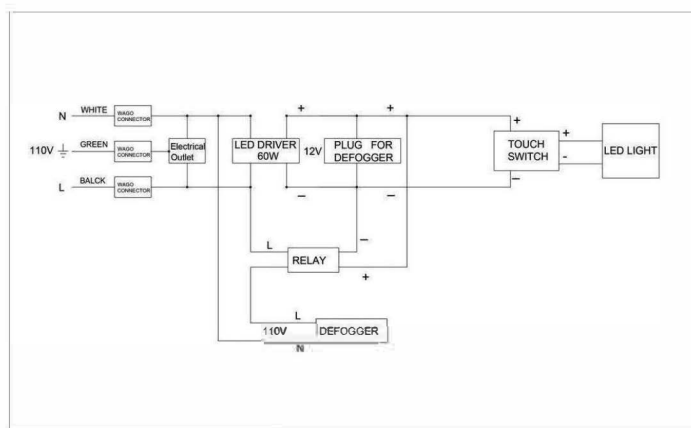 N WHITE WAGO CONNECTOR
110V GREEN WAGO CONNECTOR
Electrical Outlet
L BALCK WAGO CONNECTOR
+ +
LED DRIVER 60W
12V
PLUG FOR DEFOGGER
- -
+
TOUCH SWITCH
-
+
-
LED LIGHT
L
RELAY
-
+
L
110V
DEFOGGER
N